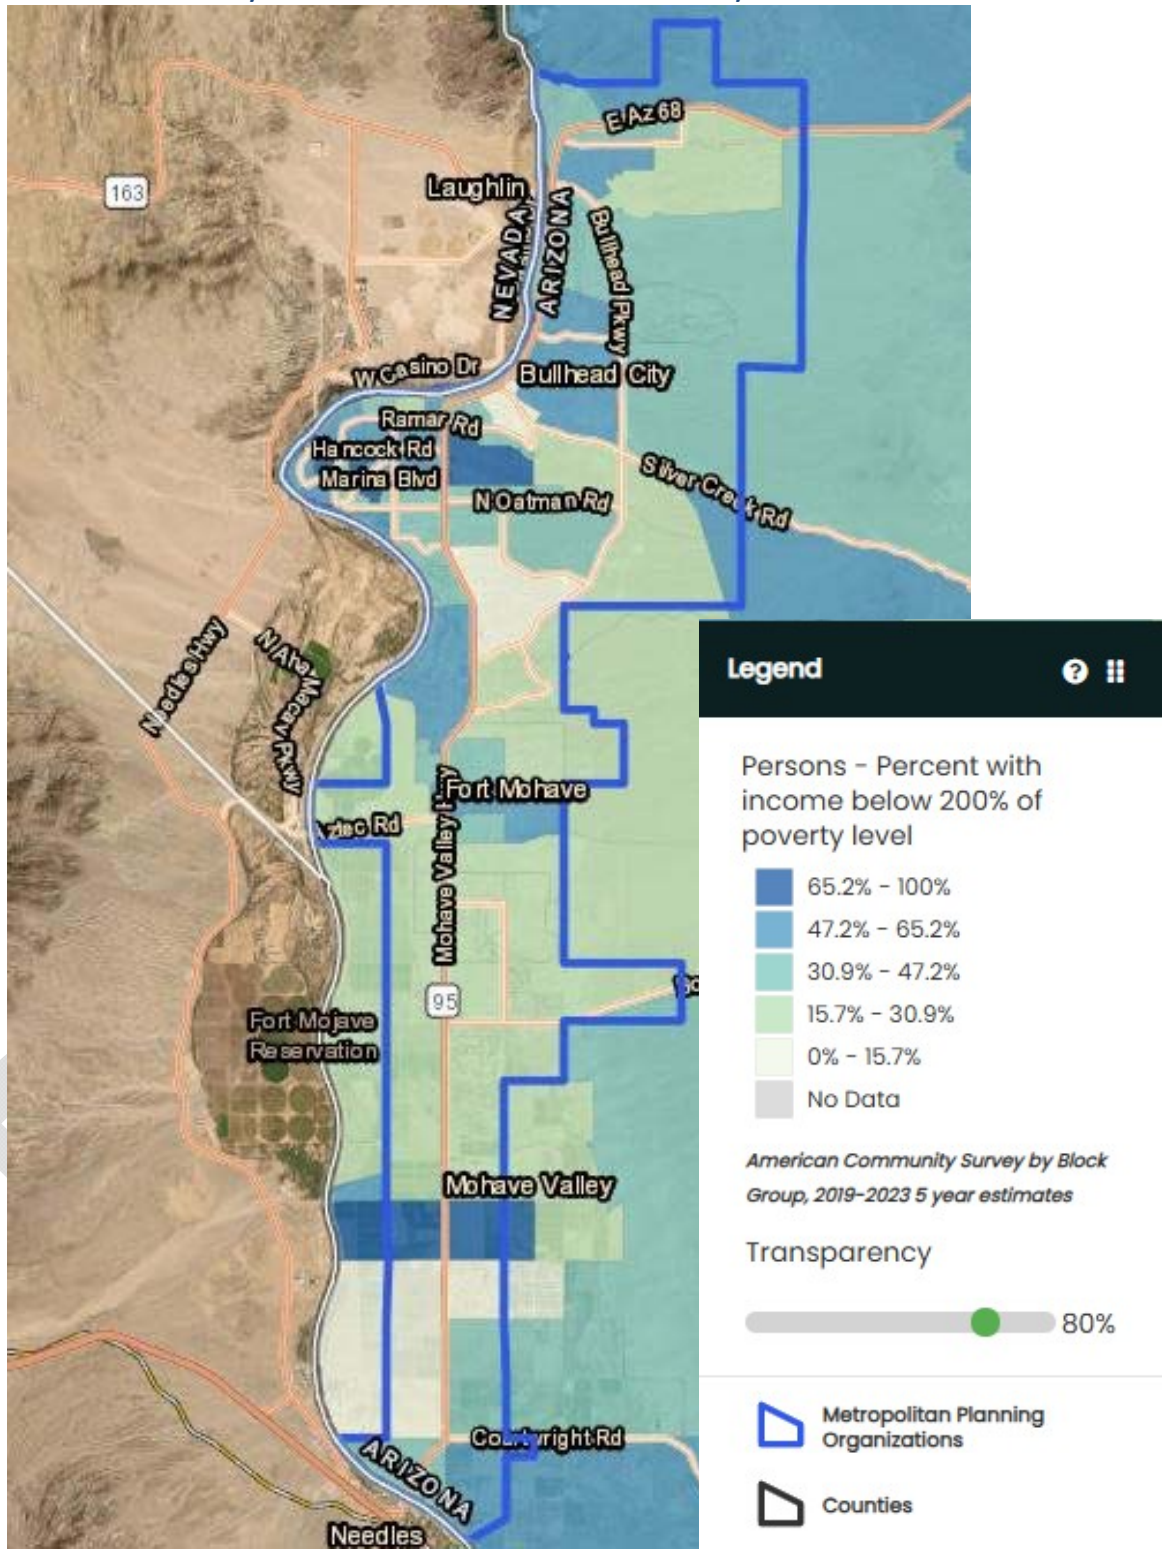 E Az 68
163
Laughlin
NEVADA
ARIZONA
Bullhead Pkwy
W Casino Dr
Bullhead City
Ramar Rd
Hancock Rd
Marina Blvd
Silver Creek Rd
N Oatman Rd
Needles Hwy
N Aha Macav Pkwy
Fort Mohave
Aztec Rd
Mohave Valley Hwy
95
Fort Mojave
Reservation
Mohave Valley
Courtwright Rd
ARIZONA
Needles
Legend
?
Persons - Percent with
income below 200% of
poverty level
65.2% - 100%
47.2% - 65.2%
30.9% - 47.2%
15.7% - 30.9%
0% - 15.7%
No Data
American Community Survey by Block
Group, 2019-2023 5 year estimates
Transparency
80%
Metropolitan Planning
Organizations
Counties